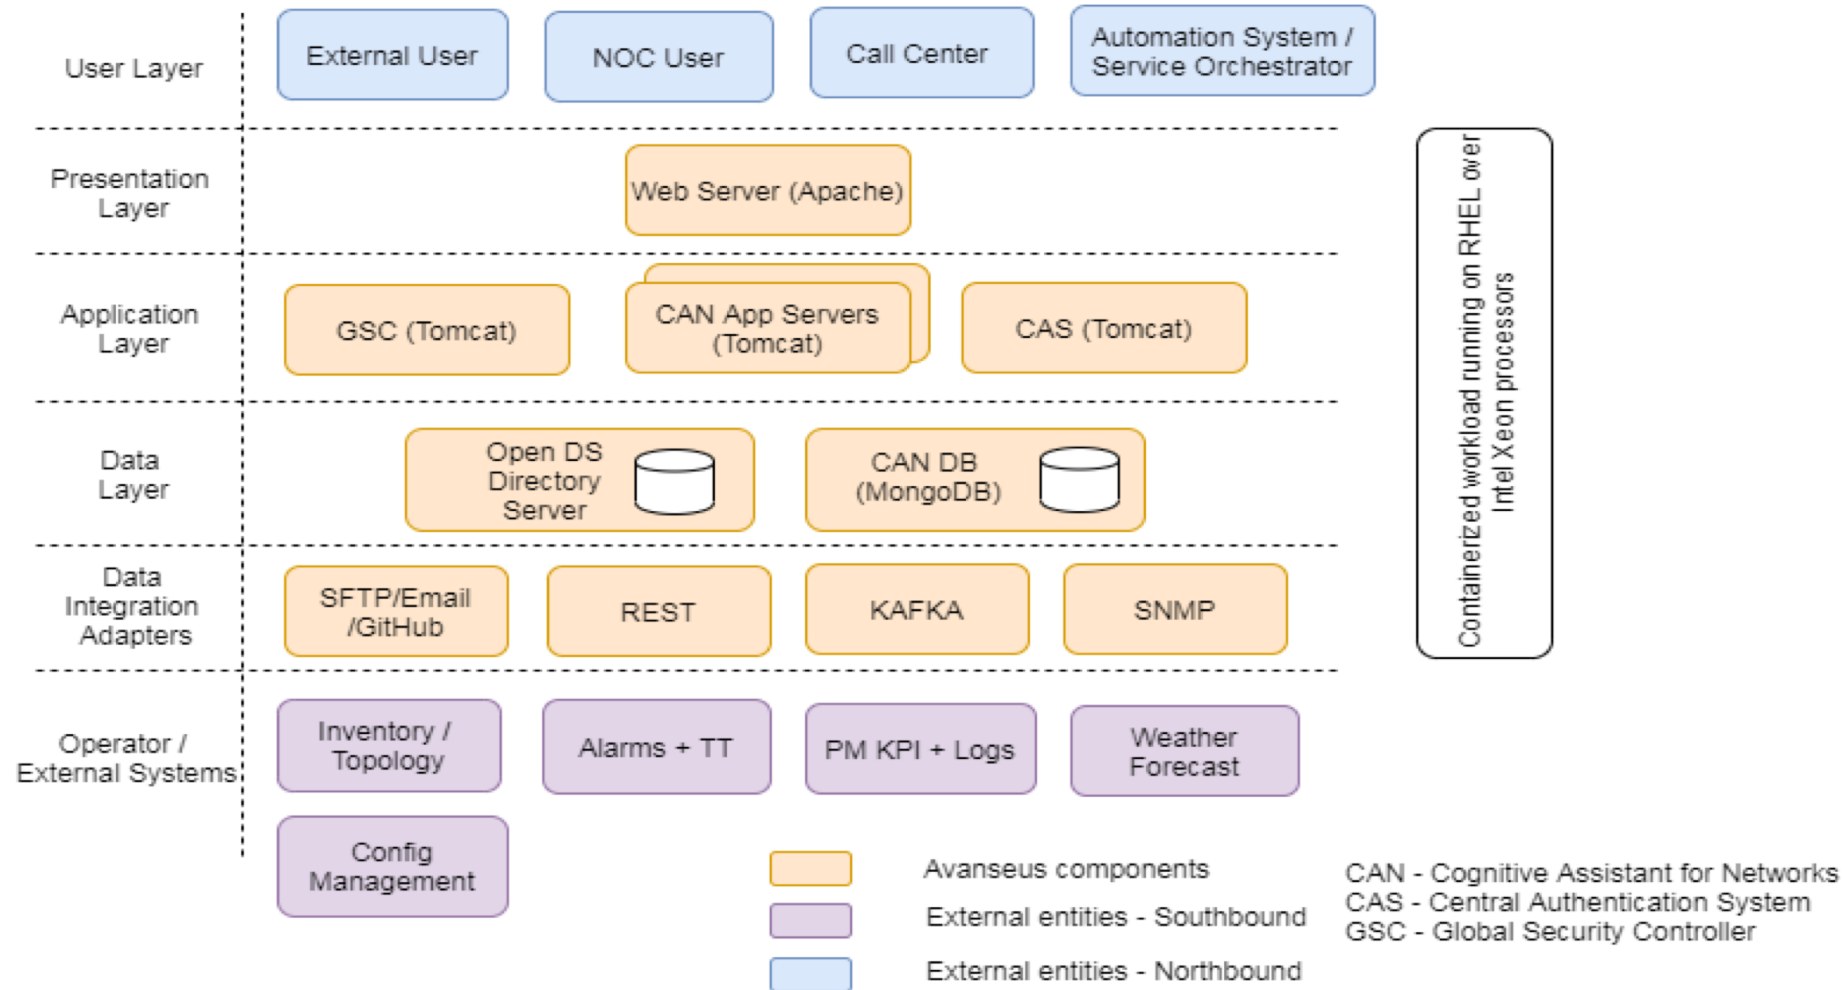 User Layer
External User
NOC User
Call Center
Automation System /
Service Orchestrator
Presentation
Layer
Web Server (Apache)
Application
Layer
GSC (Tomcat)
CAN App Servers
(Tomcat)
CAS (Tomcat)
Data
Layer
Open DS
Directory
Server
CAN DB
(MongoDB)
Data
Integration
Adapters
SFTP/Email
/GitHub
REST
KAFKA
SNMP
Operator /
External Systems
Inventory /
Topology
Alarms + TT
PM KPI + Logs
Weather
Forecast
Config
Management
Containerized workload running on RHEL over
Intel Xeon processors
Avanseus components
External entities - Southbound
External entities - Northbound
CAN - Cognitive Assistant for Networks
CAS - Central Authentication System
GSC - Global Security Controller